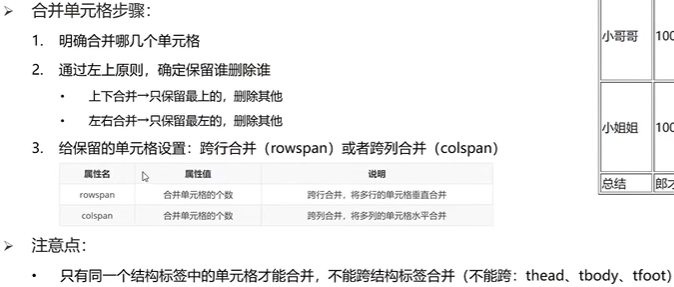 ➢ 合并单元格步骤：
1. 明确合并哪几个单元格
2. 通过左上原则，确定保留谁删除谁
• 上下合并→只保留最上的，删除其他
• 左右合并→只保留最左的，删除其他
3. 给保留的单元格设置：跨行合并（rowspan）或者跨列合并（colspan）
属性名 属性值 说明
rowspan 合并单元格的个数 跨行合并，将多行的单元格垂直合并
colspan 合并单元格的个数 跨列合并，将多列的单元格水平合并
➢ 注意点：
• 只有同一个结构标签中的单元格才能合并，不能跨结构标签合并（不能跨：thead、tbody、tfoot）
小哥哥 100
小姐姐 100
总结 郎才